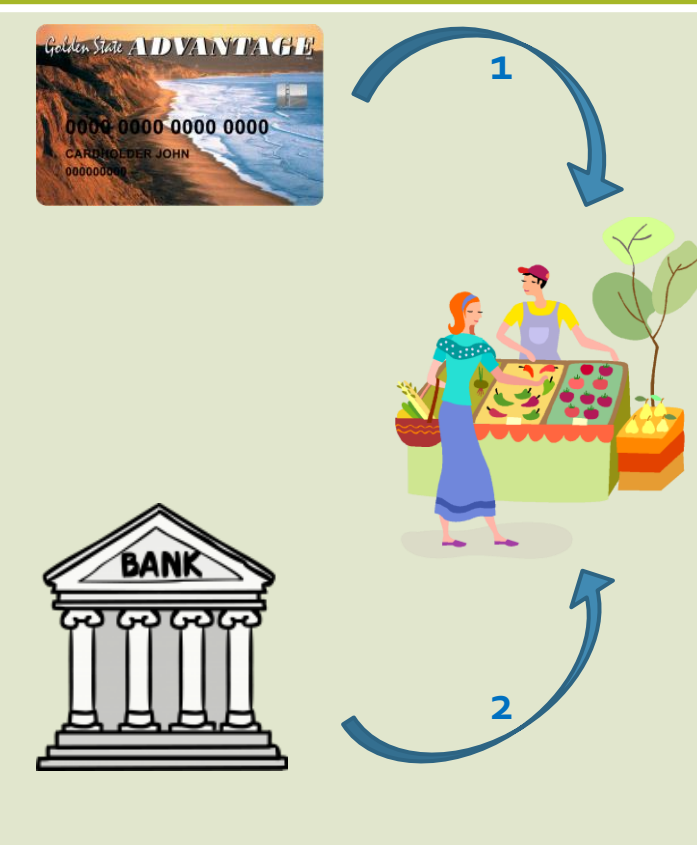 Golden State ADVANTAGE
1
0000 0000 0000 0000
CARDHOLDER JOHN
000000000
BANK
2